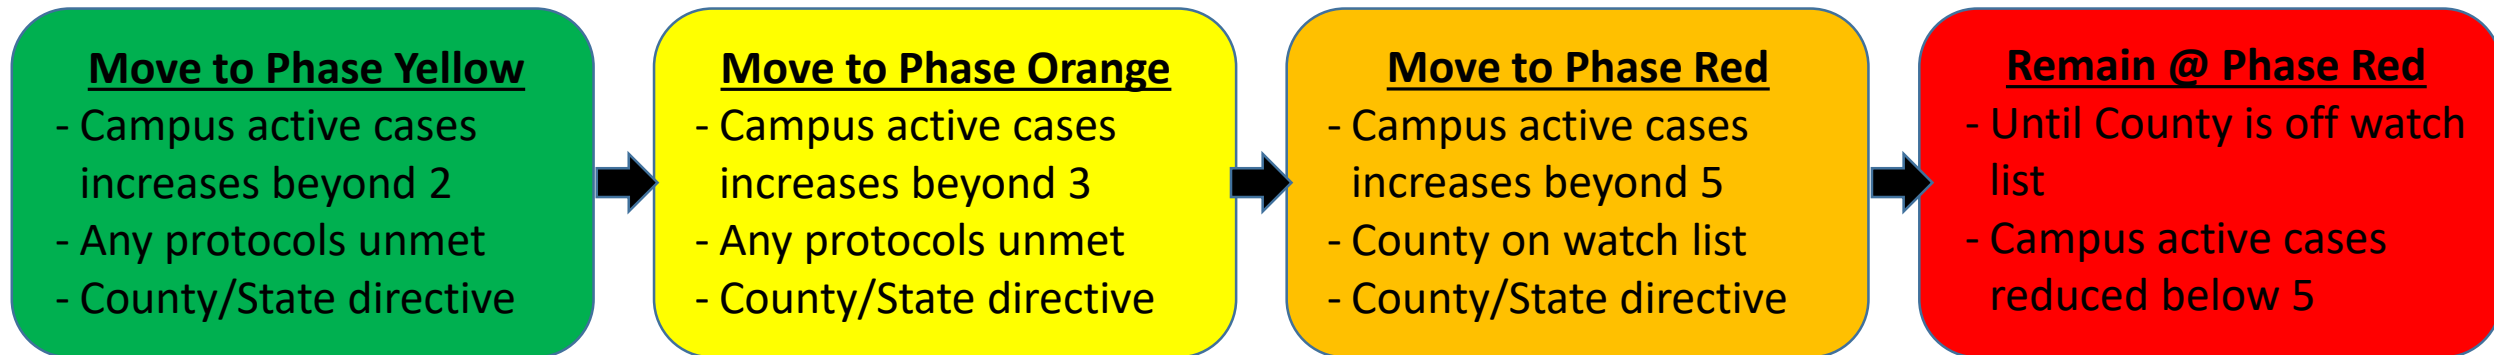 Move to Phase Yellow
- Campus active cases
increases beyond 2
- Any protocols unmet
- County/State directive
Move to Phase Orange
- Campus active cases
increases beyond 3
- Any protocols unmet
- County/State directive
Move to Phase Red
- Campus active cases
increases beyond 5
- County on watch list
- County/State directive
Remain @ Phase Red
- Until County is off watch
list
- Campus active cases
reduced below 5